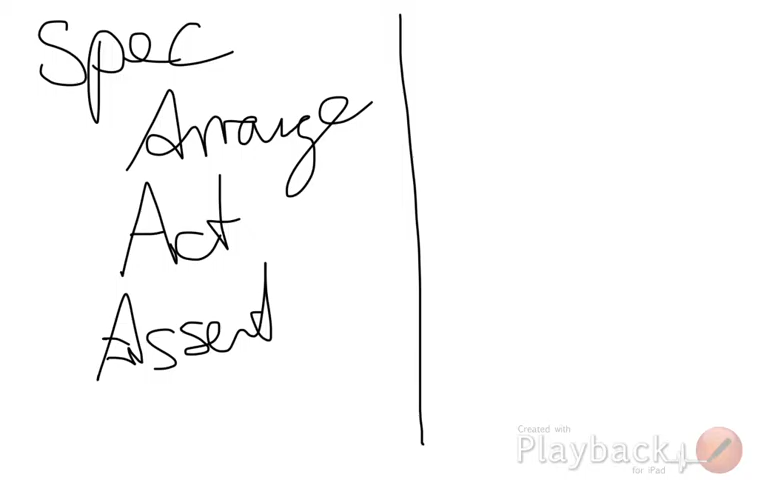 Spec
Arrange
Act
Assert
Created with
Playback
for iPad